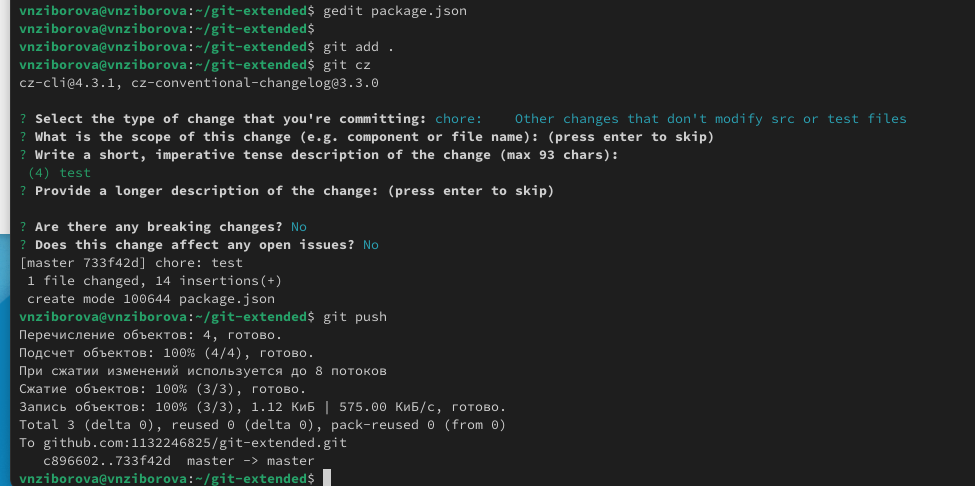 vnziborova@vnziborova:~/git-extended$ gedit package.json
vnziborova@vnziborova:~/git-extended$
vnziborova@vnziborova:~/git-extended$ git add .
vnziborova@vnziborova:~/git-extended$ git cz
cz-cli@4.3.1, cz-conventional-changelog@3.3.0
? Select the type of change that you're committing: chore:    Other changes that don't modify src or test files
? What is the scope of this change (e.g. component or file name): (press enter to skip)
? Write a short, imperative tense description of the change (max 93 chars):
 (4) test
? Provide a longer description of the change: (press enter to skip)
? Are there any breaking changes? No
? Does this change affect any open issues? No
[master 733f42d] chore: test
 1 file changed, 14 insertions(+)
 create mode 100644 package.json
vnziborova@vnziborova:~/git-extended$ git push
Перечисление объектов: 4, готово.
Подсчет объектов: 100% (4/4), готово.
При сжатии изменений используется до 8 потоков
Сжатие объектов: 100% (3/3), готово.
Запись объектов: 100% (3/3), 1.12 КиБ | 575.00 КиБ/с, готово.
Total 3 (delta 0), reused 0 (delta 0), pack-reused 0 (from 0)
To github.com:1132246825/git-extended.git
   c896602..733f42d  master -> master
vnziborova@vnziborova:~/git-extended$